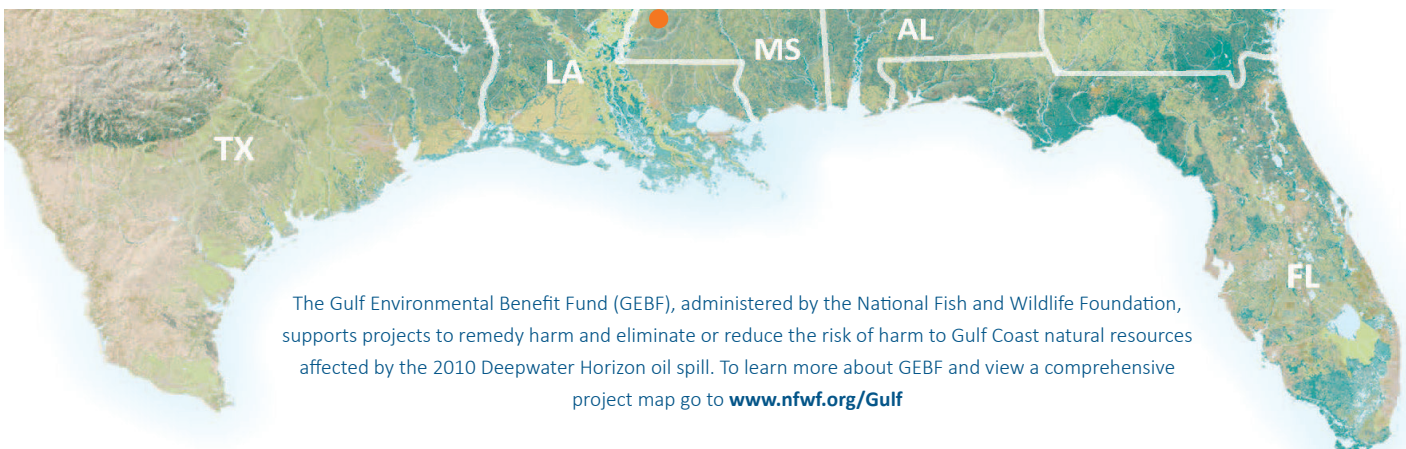 AL
MS
LA
TX
FL
The Gulf Environmental Benefit Fund (GEBF), administered by the National Fish and Wildlife Foundation,
supports projects to remedy harm and eliminate or reduce the risk of harm to Gulf Coast natural resources
affected by the 2010 Deepwater Horizon oil spill. To learn more about GEBF and view a comprehensive
project map go to www.nfwf.org/Gulf